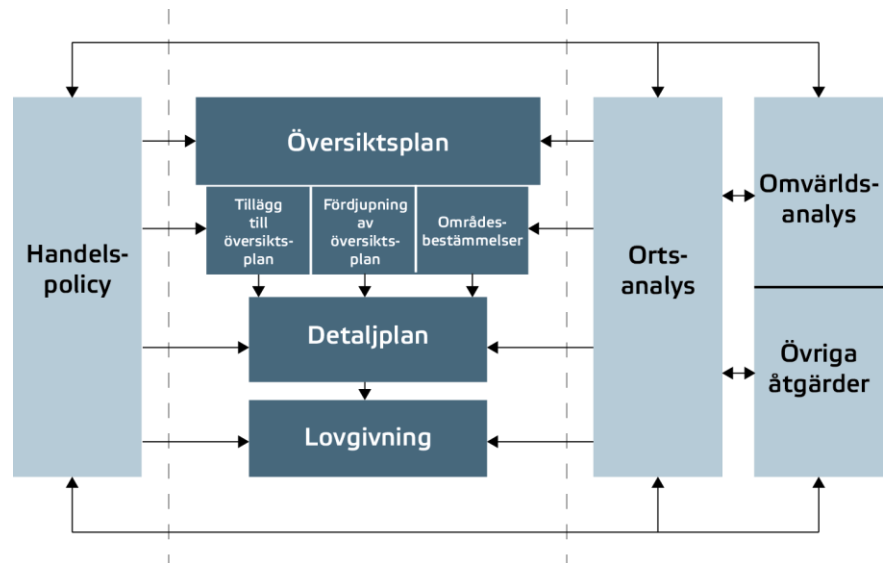 Handels-
policy
Översiktsplan
Tillägg
till
översikts-
plan
Fördjupning
av
översikts-
plan
Områdes-
bestämmelser
Detaljplan
Lovgivning
Orts-
analys
Omvärlds-
analys
Övriga
åtgärder